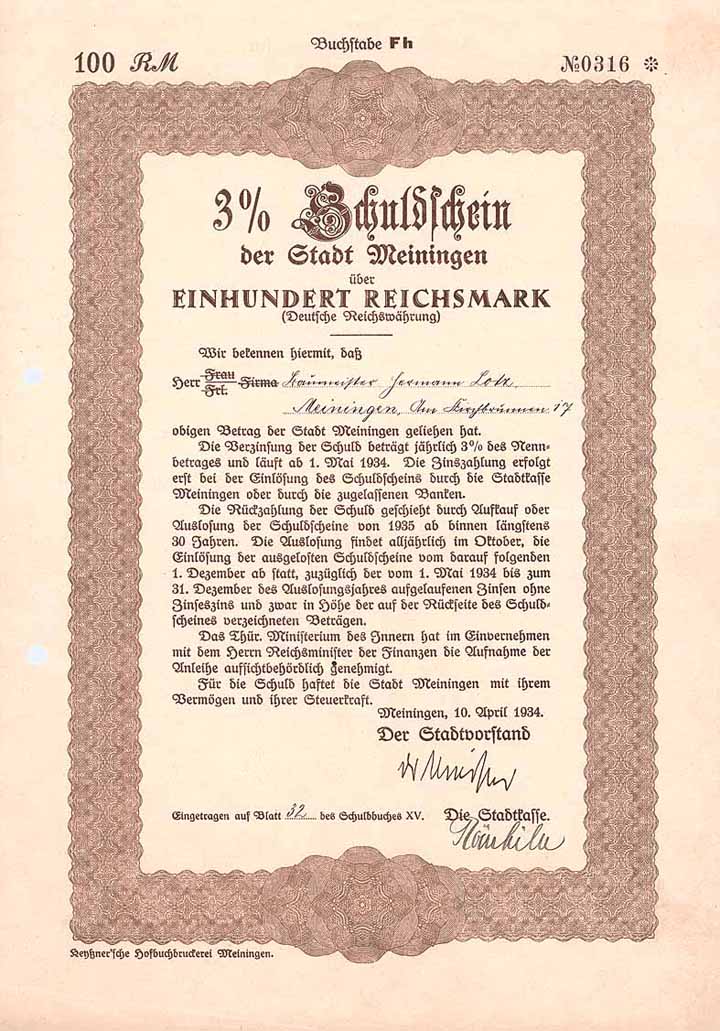 Buchstabe Fh
100 RM №0316 *
3% Schuldschein
der Stadt Meiningen
über
EINHUNDERT REICHSMARK
(Deutsche Reichswährung)
Wir bekennen hiermit, daß
Herr Frau Frl. Firma Baumeister Hermann Lotz,
Meiningen, Am Kirchbrunnen 17
obigen Betrag der Stadt Meiningen geliehen hat.
Die Verzinsung der Schuld beträgt jährlich 3% des Nenn-
betrages und läuft ab 1. Mai 1934. Die Zinszahlung erfolgt
erst bei der Einlösung des Schuldscheins durch die Stadtkasse
Meiningen oder durch die zugelassenen Banken.
Die Rückzahlung der Schuld geschieht durch Aufkauf oder
Auslosung der Schuldscheine von 1935 ab binnen längstens
30 Jahren. Die Auslosung findet alljährlich im Oktober, die
Einlösung der ausgelosten Schuldscheine vom darauf folgenden
1. Dezember ab statt, zuzüglich der vom 1. Mai 1934 bis zum
31. Dezember des Auslosungsjahres aufgelaufenen Zinsen ohne
Zinseszins und zwar in Höhe der auf der Rückseite des Schuld-
scheines verzeichneten Beträgen.
Das Thür. Ministerium des Innern hat im Einvernehmen
mit dem Herrn Reichsminister der Finanzen die Aufnahme der
Anleihe aufsichtbehördlich genehmigt.
Für die Schuld haftet die Stadt Meiningen mit ihrem
Vermögen und ihrer Steuerkraft.
Meiningen, 10. April 1934.
Der Stadtvorstand
Eingetragen auf Blatt 32 des Schuldbuches XV. Die Stadtkasse.
Keyßner'sche Hofbuchdruckerei Meiningen.